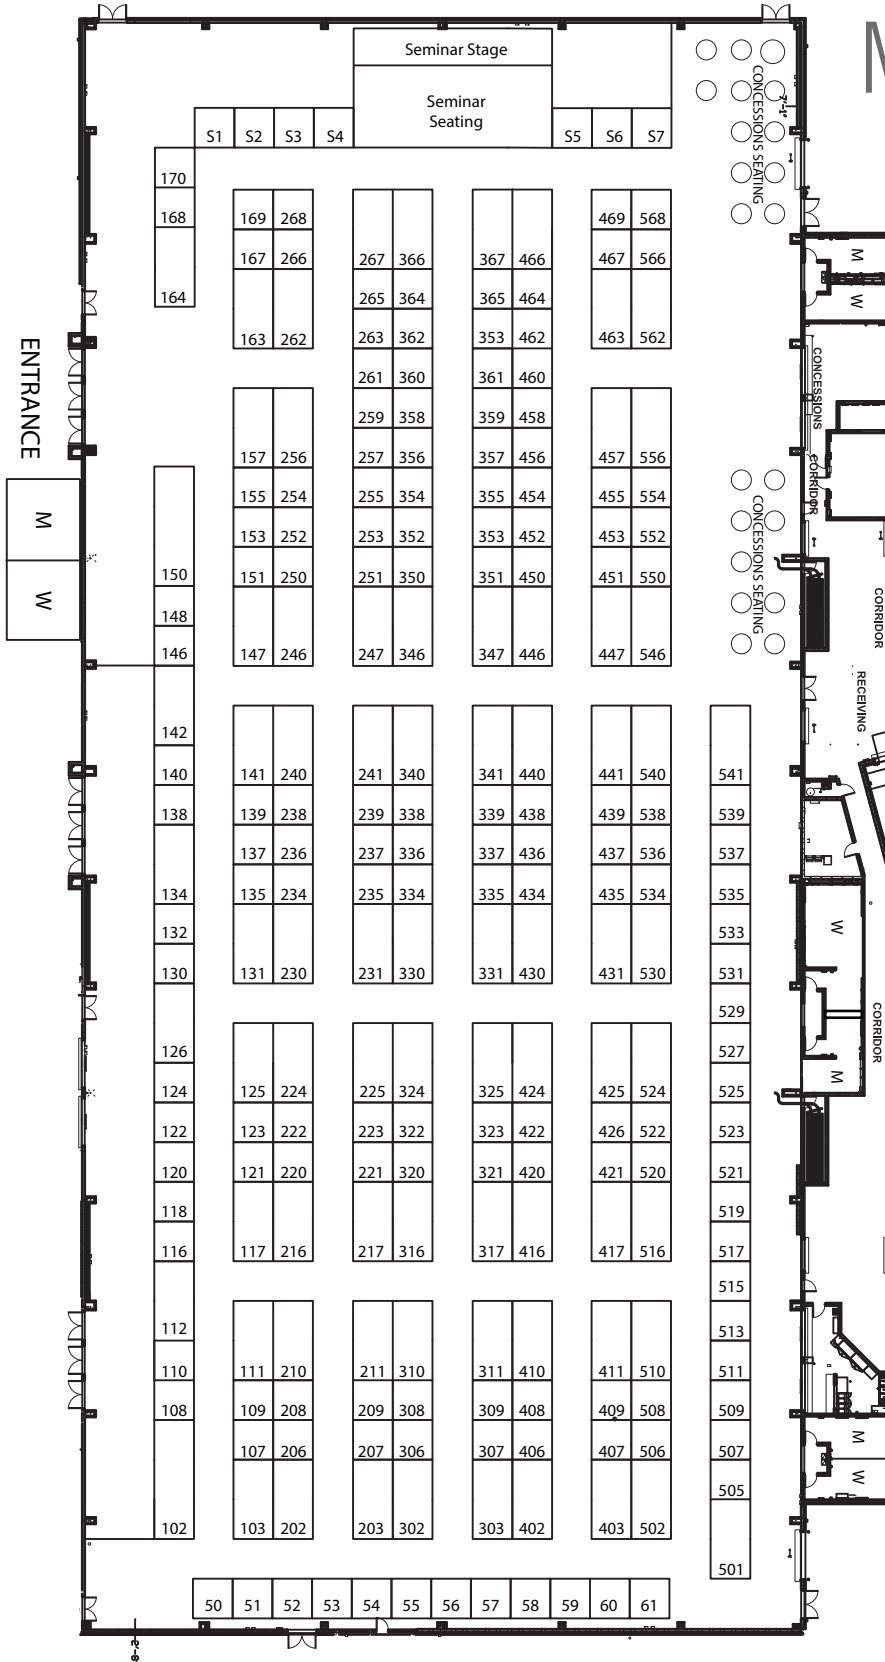 M
Seminar Stage
Seminar
Seating
CONCESSIONS SEATING
7'-1"
S1 S2 S3 S4 S5 S6 S7
170
168 169 268 469 568
M
167 266 267 366 367 466 467 566
W
164 265 364 365 464
163 262 263 362 353 462 463 562
ENTRANCE
CONCESSIONS
261 360 361 460
259 358 359 458
157 256 257 356 357 456 457 556
CORRIDOR
155 254 255 354 355 454 455 554
CONCESSIONS SEATING
M
153 252 253 352 353 452 453 552
150 151 250 251 350 351 450 451 550
W
148
CORRIDOR
146 147 246 247 346 347 446 447 546
RECEIVING
142
140 141 240 241 340 341 440 441 540 541
138 139 238 239 338 339 438 439 538 539
137 236 237 336 337 436 437 536 537
134 135 234 235 334 335 434 435 534 535
132 533
W
130 131 230 231 330 331 430 431 530 531
529
CORRIDOR
126 527
M
124 125 224 225 324 325 424 425 524 525
122 123 222 223 322 323 422 426 522 523
120 121 220 221 320 321 420 421 520 521
118 519
116 117 216 217 316 317 416 417 516 517
515
112 513
110 111 210 211 310 311 410 411 510 511
108 109 208 209 308 309 408 409 508 509
M
107 206 207 306 307 406 407 506 507
W
505
102 103 202 203 302 303 402 403 502
501
50 51 52 53 54 55 56 57 58 59 60 61
8'-2"